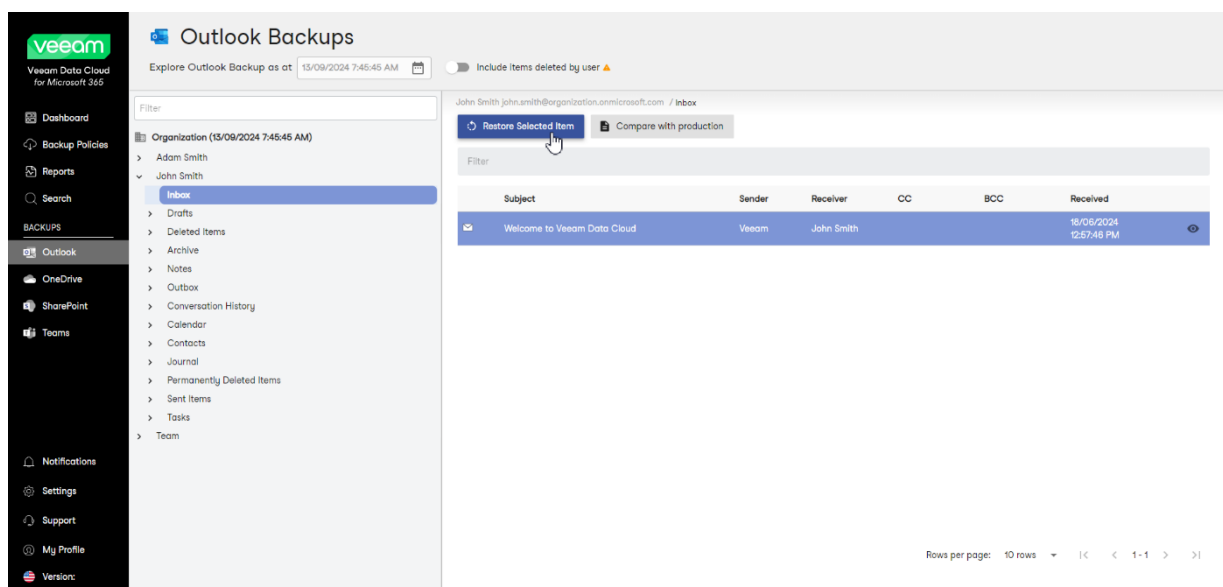 veeam
Veeam Data Cloud
for Microsoft 365
Dashboard
Backup Policies
Reports
Search
BACKUPS
Outlook
OneDrive
SharePoint
Teams
Notifications
Settings
Support
My Profile
Version:
Outlook Backups
Explore Outlook Backup as at 13/09/2024 7:45:45 AM
Include items deleted by user
Filter
Organization (13/09/2024 7:45:45 AM)
Adam Smith
John Smith
Inbox
Drafts
Deleted Items
Archive
Notes
Outbox
Conversation History
Calendar
Contacts
Journal
Permanently Deleted Items
Sent Items
Tasks
Team
John Smith john.smith@organization.onmicrosoft.com / Inbox
Restore Selected Item Compare with production
Filter
Subject Sender Receiver CC BCC Received
Welcome to Veeam Data Cloud Veeam John Smith 18/06/2024
12:57:46 PM
Rows per page: 10 rows 1-1